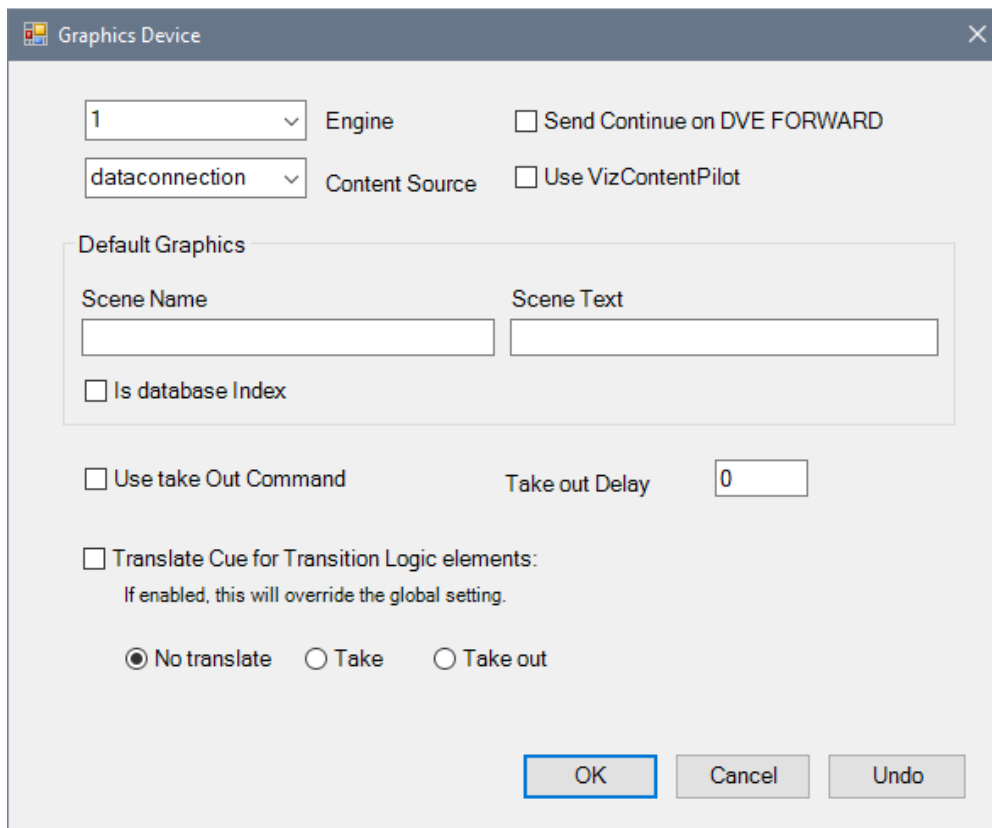 Graphics Device
1
Engine
Send Continue on DVE FORWARD
dataconnection
Content Source
Use VizContentPilot
Default Graphics
Scene Name
Scene Text
Is database Index
Use take Out Command
Take out Delay
0
Translate Cue for Transition Logic elements:
If enabled, this will override the global setting.
No translate
Take
Take out
OK
Cancel
Undo